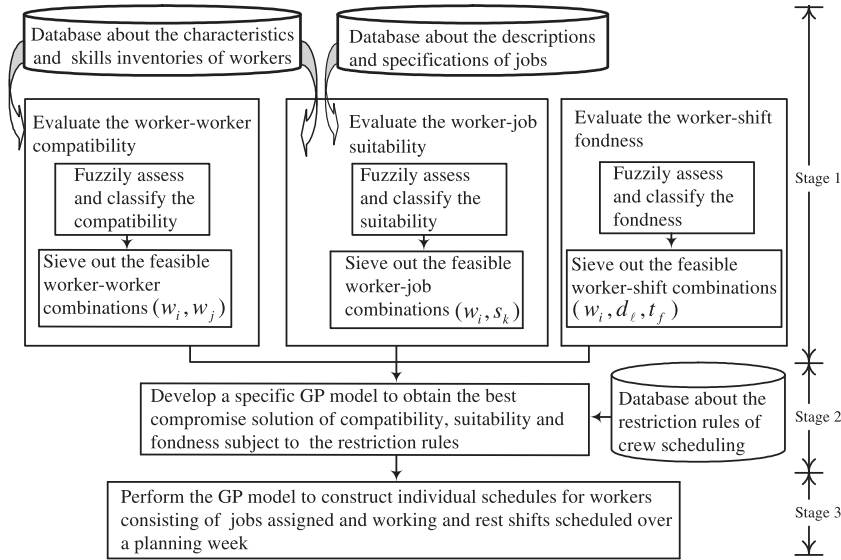 Database about the characteristics
and skills inventories of workers
Database about the descriptions
and specifications of jobs
Evaluate the worker-worker
compatibility
Fuzzily assess
and classify the
compatibility
Sieve out the feasible
worker-worker
combinations (w_i, w_j)
Evaluate the worker-job
suitability
Fuzzily assess
and classify the
suitability
Sieve out the feasible
worker-job
combinations (w_i, s_k)
Evaluate the worker-shift
fondness
Fuzzily assess
and classify the
fondness
Sieve out the feasible
worker-shift combinations
(w_i, d_ℓ, t_f)
Stage 1
Develop a specific GP model to obtain the best
compromise solution of compatibility, suitability and
fondness subject to the restriction rules
Database about the
restriction rules of
crew scheduling
Stage 2
Perform the GP model to construct individual schedules for workers
consisting of jobs assigned and working and rest shifts scheduled over
a planning week
Stage 3